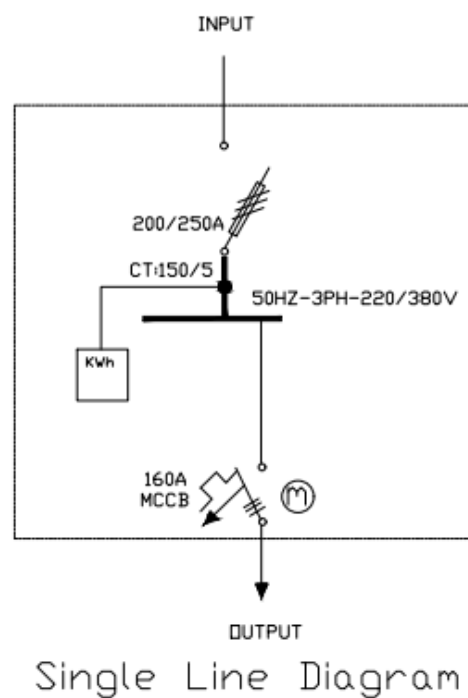 INPUT
200/250A
CT:150/5
50HZ-3PH-220/380V
KWh
160A
MCCB
M
OUTPUT
Single Line Diagram